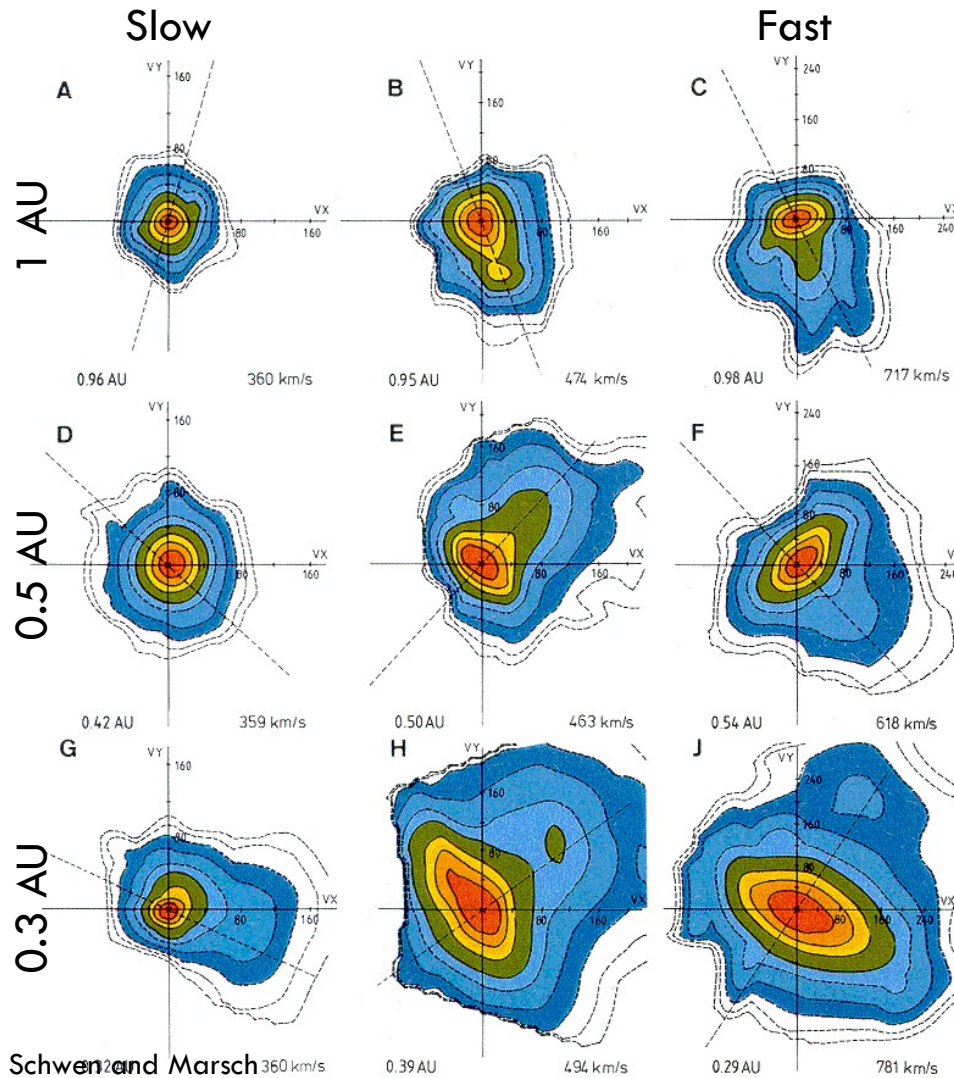 Slow Fast
A VY 160 80 VX 80 160 0.96 AU 360 km/s
B VY 160 80 VX 80 160 0.95 AU 474 km/s
C VY 240 160 80 VX 80 160 240 0.98 AU 717 km/s
1 AU
D VY 160 80 VX 80 160 0.42 AU 359 km/s
E VY 160 80 VX 80 160 0.50 AU 463 km/s
F VY 240 160 80 VX 80 160 240 0.54 AU 618 km/s
0.5 AU
G VY 160 80 VX 80 160 360 km/s
H VY 160 80 VX 80 160 0.39 AU 494 km/s
J VY 240 160 80 VX 80 160 240 0.29 AU 781 km/s
0.3 AU
Schwen and Marsch